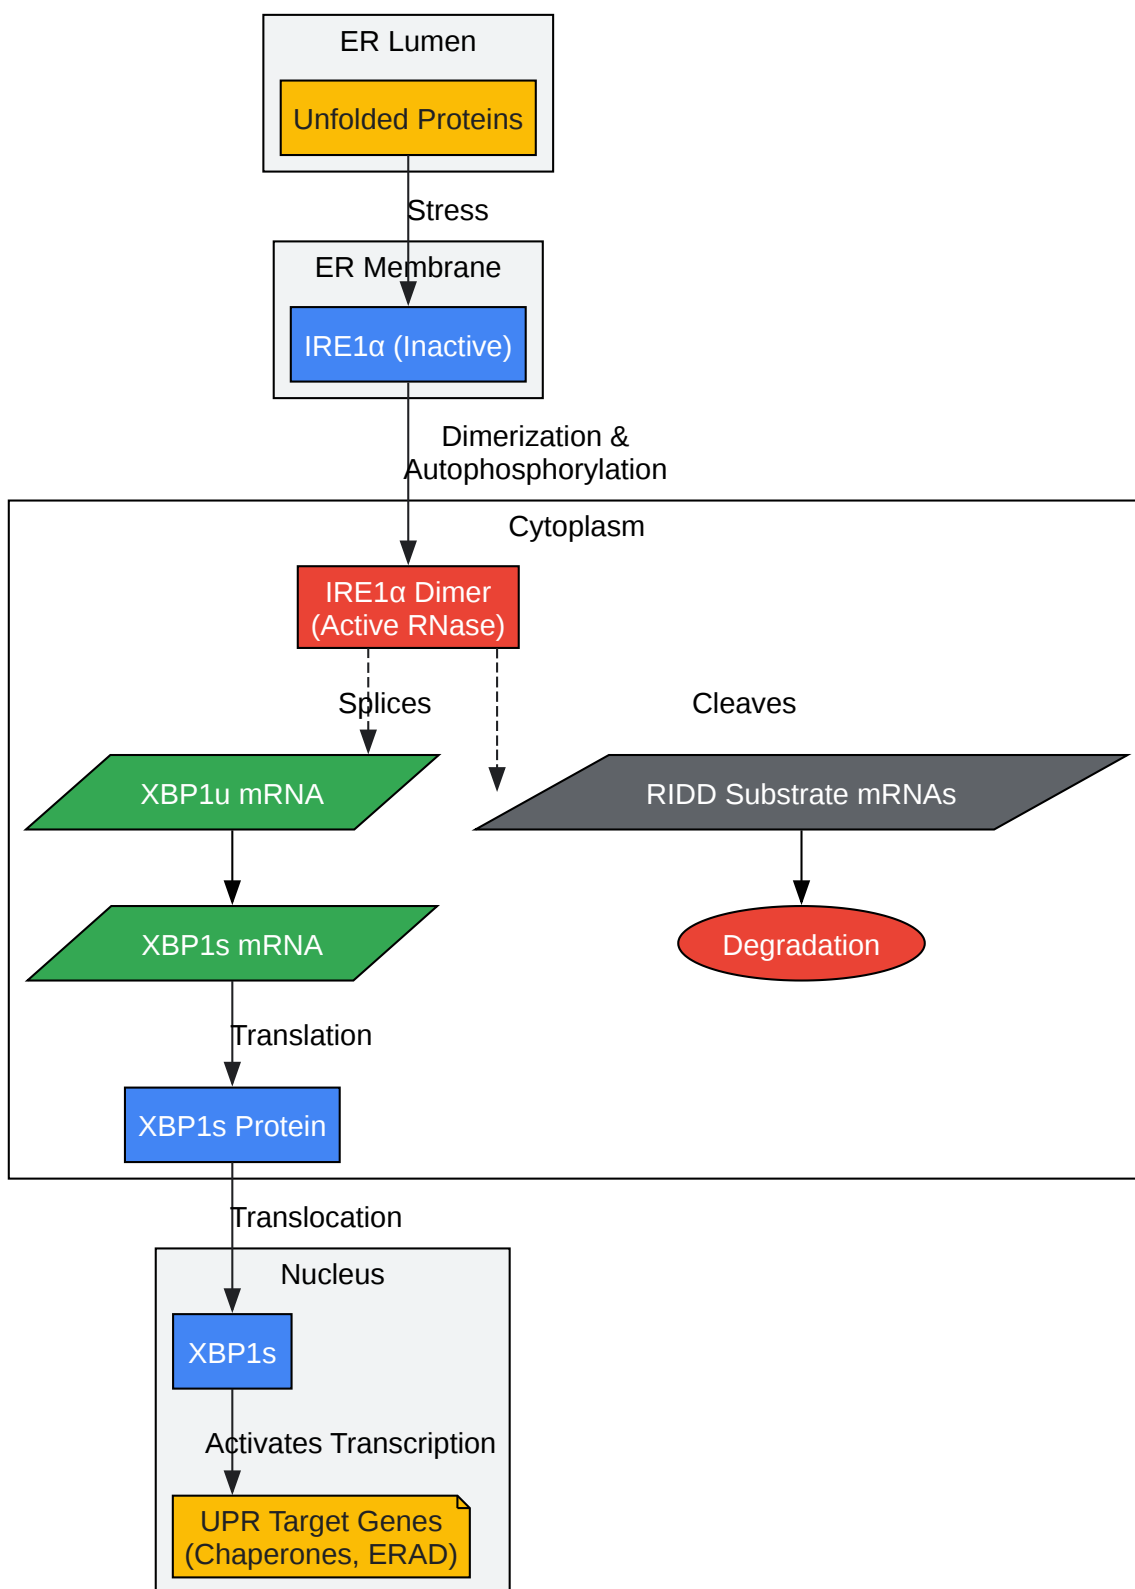 ER Lumen
Unfolded Proteins
Stress
ER Membrane
IRE1α (Inactive)
Dimerization &
Autophosphorylation
Cytoplasm
IRE1α Dimer
(Active RNase)
Splices
Cleaves
XBP1u mRNA
RIDD Substrate mRNAs
XBP1s mRNA
Degradation
Translation
XBP1s Protein
Translocation
Nucleus
XBP1s
Activates Transcription
UPR Target Genes
(Chaperones, ERAD)